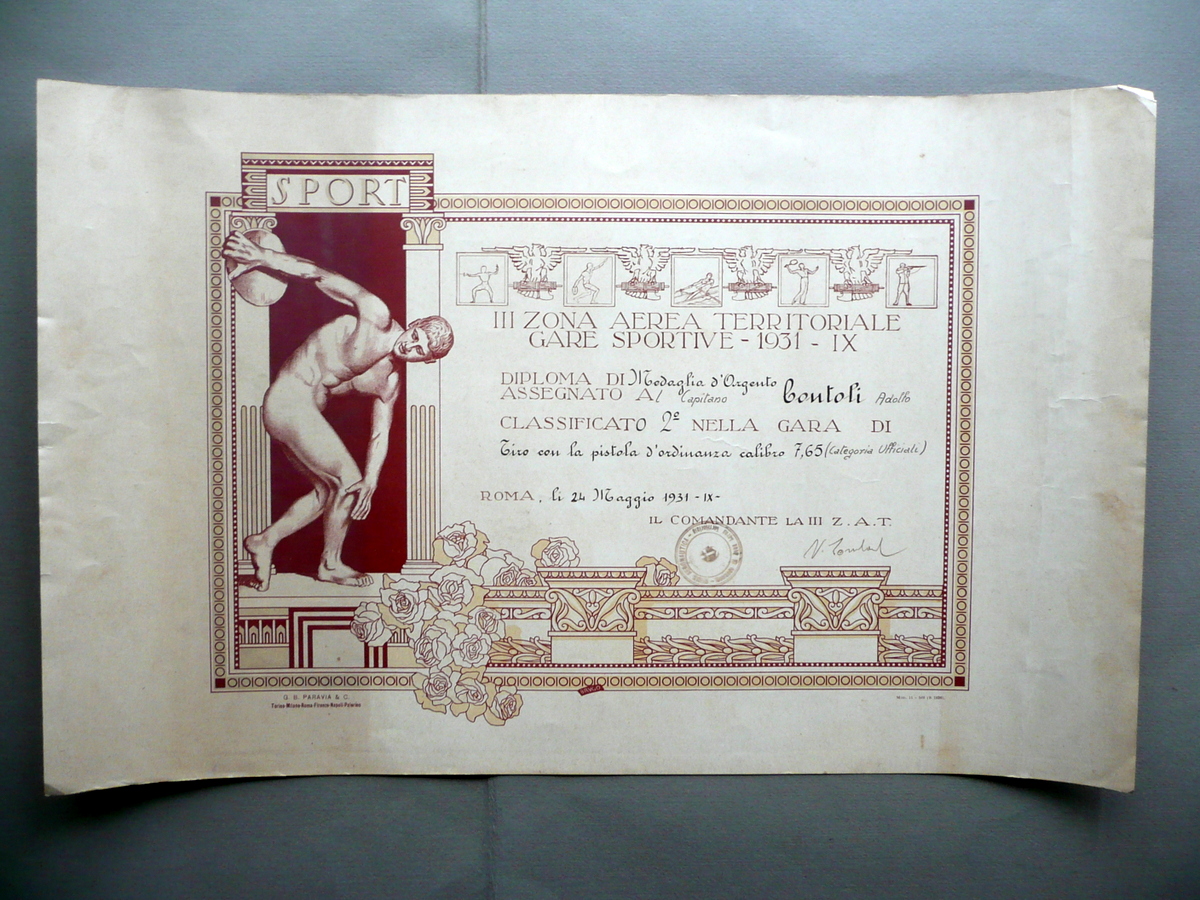 SPORT
III ZONA AEREA TERRITORIALE
GARE SPORTIVE - 1931 - IX
DIPLOMA DI Medaglia d'Argento
ASSEGNATO Al Capitano Contoli Adolfo
CLASSIFICATO 2º NELLA GARA DI
Tiro con la pistola d'ordinanza calibro 7,65 (Categoria Ufficiali)
ROMA, li 24 Maggio 1931 - IX -
IL COMANDANTE LA III Z. A. T.
G. B. PARAVIA & C.
Torino-Milano-Roma-Firenze-Napoli-Palermo